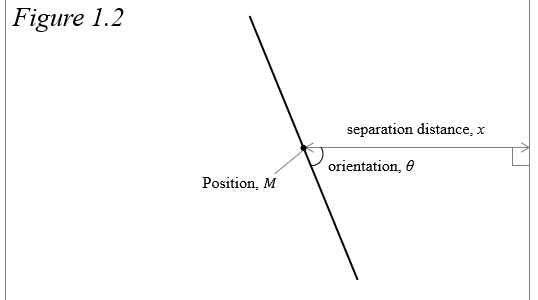 Figure 1.2
separation distance, x
orientation, θ
Position, M